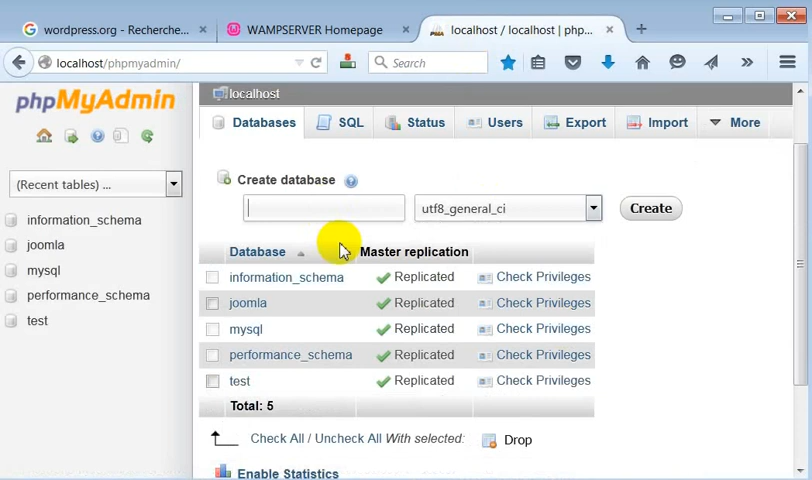 wordpress.org - Recherche...
WAMPSERVER Homepage
localhost / localhost | php...
localhost/phpmyadmin/
Search
phpMyAdmin
localhost
Databases
SQL
Status
Users
Export
Import
More
(Recent tables) ...
Create database
utf8_general_ci
Create
information_schema
joomla
mysql
performance_schema
test
Database Master replication
information_schema Replicated Check Privileges
joomla Replicated Check Privileges
mysql Replicated Check Privileges
performance_schema Replicated Check Privileges
test Replicated Check Privileges
Total: 5
Check All / Uncheck All With selected: Drop
Enable Statistics